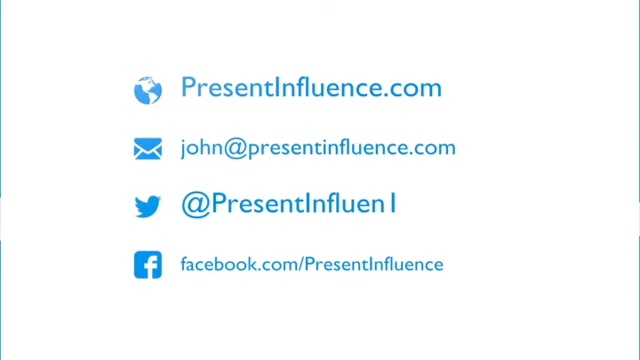 PresentInfluence.com
john@presentinfluence.com
@PresentInfluen1
facebook.com/PresentInfluence